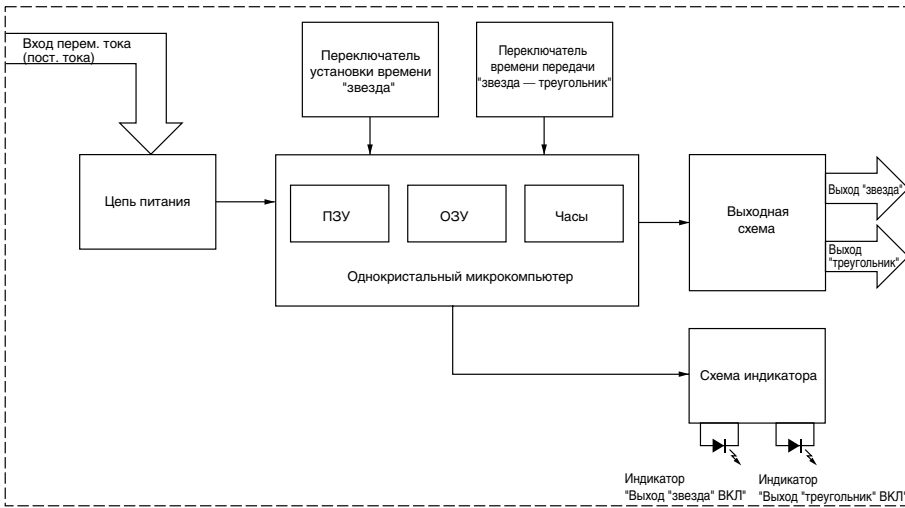 Вход перем. тока
(пост. тока)
Переключатель
установки времени
"звезда"
Переключатель
времени передачи
"звезда — треугольник"
Цепь питания
ПЗУ
ОЗУ
Часы
Однокристальный микрокомпьютер
Выходная
схема
Выход "звезда"
Выход
"треугольник"
Схема индикатора
Индикатор
"Выход "звезда" ВКЛ"
Индикатор
"Выход "треугольник" ВКЛ"